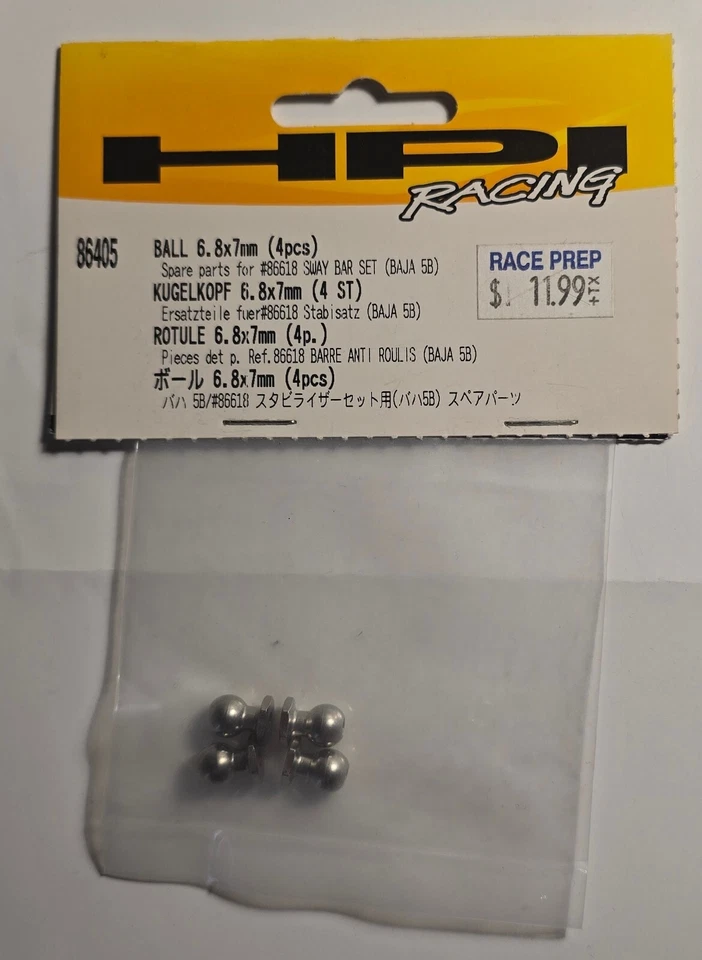 HPI
RACING
86405
BALL 6.8x7mm (4pcs)
Spare parts for #86618 SWAY BAR SET (BAJA 5B)
KUGELKOPF 6.8x7mm (4 ST)
Ersatzteile fuer#86618 Stabisatz (BAJA 5B)
ROTULE 6.8x7mm (4p.)
Pieces det p. Ref.86618 BARRE ANTI ROULIS (BAJA 5B)
ボール 6.8x7mm (4pcs)
バハ 5B/#86618 スタビライザーセット用(バハ5B) スペアパーツ
RACE PREP
$ 11.99 +TX